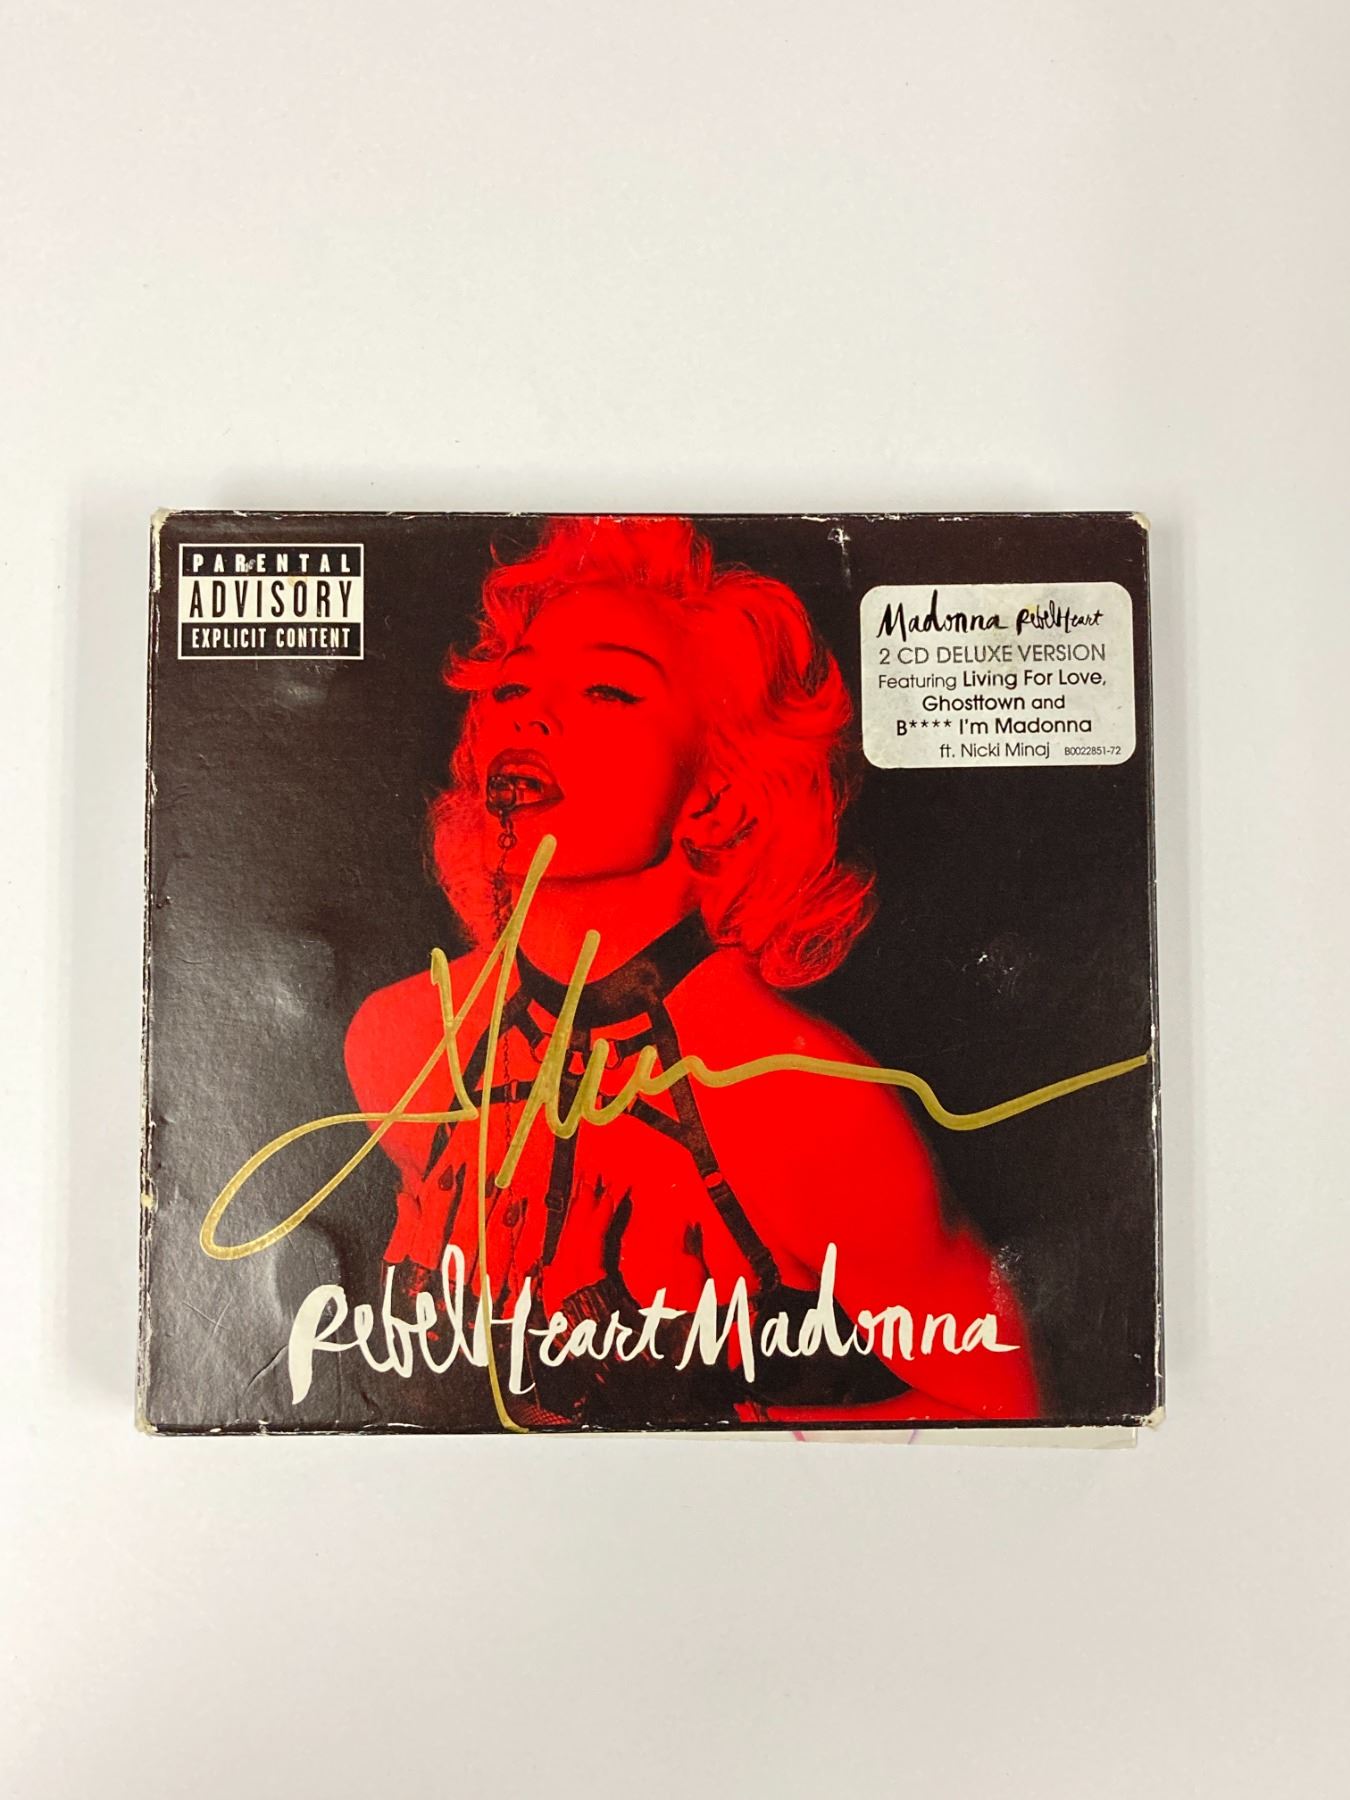 PARENTAL
ADVISORY
EXPLICIT CONTENT
Madonna RebelHeart
2 CD DELUXE VERSION
Featuring Living For Love,
Ghosttown and
B**** I'm Madonna
ft. Nicki Minaj B0022851-72
RebelHeart Madonna